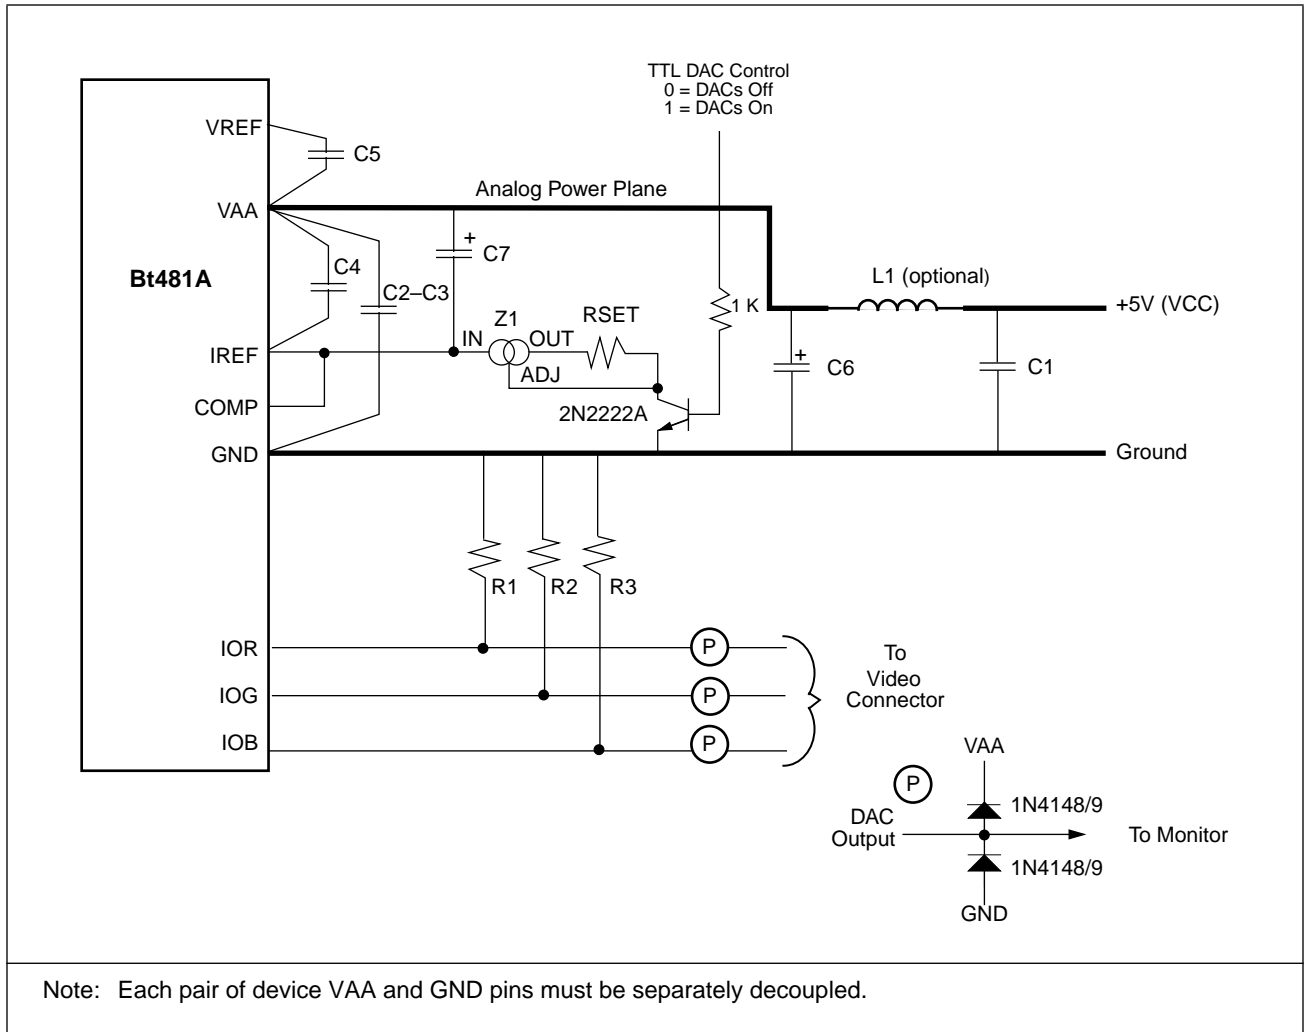 TTL DAC Control
0 = DACs Off
1 = DACs On
VREF
C5
Analog Power Plane
VAA
+
C7
Bt481A
C4
C2–C3
L1 (optional)
1 K
+5V (VCC)
Z1
RSET
IN
OUT
IREF
ADJ
+
C6
C1
COMP
2N2222A
GND
Ground
R1
R2
R3
IOR
P
To
Video
Connector
IOG
P
IOB
P
VAA
P
1N4148/9
DAC
Output
To Monitor
1N4148/9
GND
Note: Each pair of device VAA and GND pins must be separately decoupled.